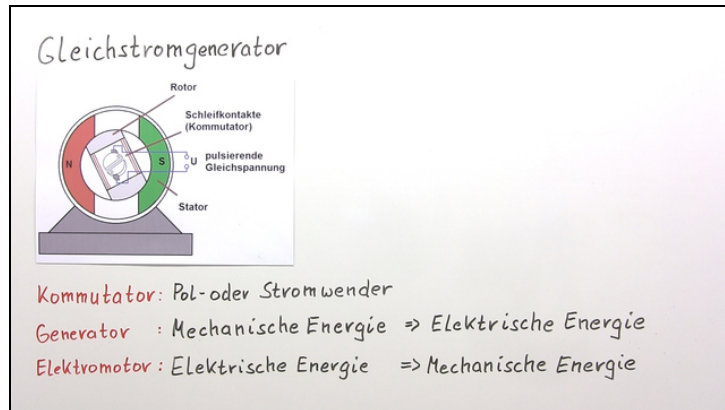 Gleichstromgenerator
Rotor
Schleifkontakte
(Kommutator)
N
S
U
pulsierende
Gleichspannung
Stator
Kommutator: Pol- oder Stromwender
Generator : Mechanische Energie => Elektrische Energie
Elektromotor: Elektrische Energie => Mechanische Energie